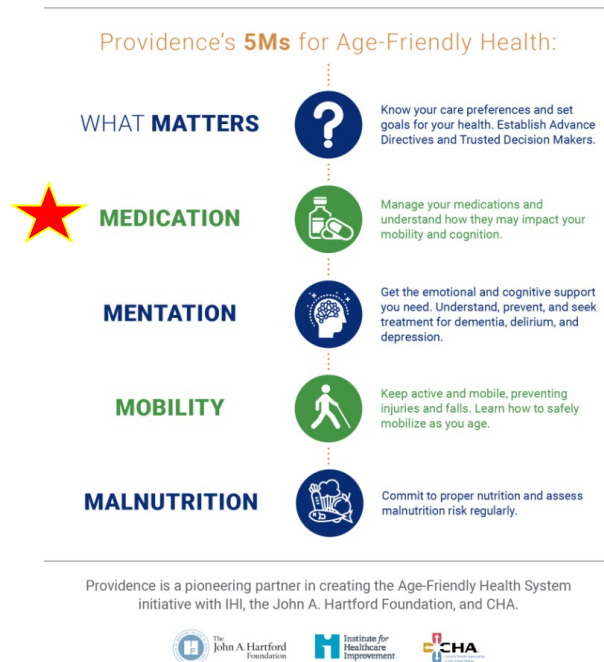 Providence's 5Ms for Age-Friendly Health:
WHAT MATTERS
Know your care preferences and set
goals for your health. Establish Advance
Directives and Trusted Decision Makers.
MEDICATION
Manage your medications and
understand how they may impact your
mobility and cognition.
MENTATION
Get the emotional and cognitive support
you need. Understand, prevent, and seek
treatment for dementia, delirium, and
depression.
MOBILITY
Keep active and mobile, preventing
injuries and falls. Learn how to safely
mobilize as you age.
MALNUTRITION
Commit to proper nutrition and assess
malnutrition risk regularly.
Providence is a pioneering partner in creating the Age-Friendly Health System
initiative with IHI, the John A. Hartford Foundation, and CHA.
The
John A. Hartford
Foundation
Institute for
Healthcare
Improvement
CHA